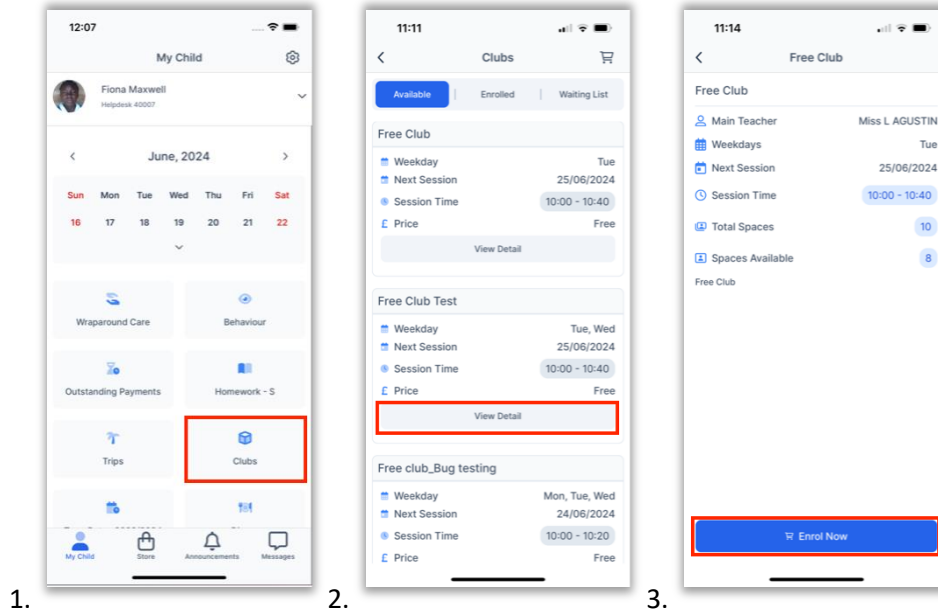 12:07
My Child
Fiona Maxwell
Helpdesk 40007
June, 2024
Sun Mon Tue Wed Thu Fri Sat
16 17 18 19 20 21 22
Wraparound Care Behaviour
Outstanding Payments Homework - S
Trips Clubs
My Child Store Announcements Messages
1.
11:11
Clubs
Available Enrolled Waiting List
Free Club
Weekday Tue
Next Session 25/06/2024
Session Time 10:00 - 10:40
£ Price Free
View Detail
Free Club Test
Weekday Tue, Wed
Next Session 25/06/2024
Session Time 10:00 - 10:40
£ Price Free
View Detail
Free club_Bug testing
Weekday Mon, Tue, Wed
Next Session 24/06/2024
Session Time 10:00 - 10:20
£ Price Free
2.
11:14
Free Club
Free Club
Main Teacher Miss L AGUSTIN
Weekdays Tue
Next Session 25/06/2024
Session Time 10:00 - 10:40
Total Spaces 10
Spaces Available 8
Free Club
Enrol Now
3.